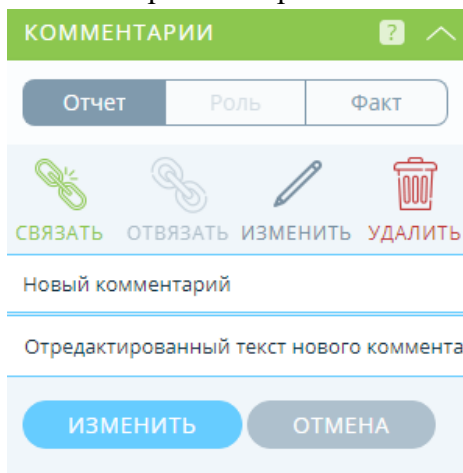 КОММЕНТАРИИ ?
Отчет Роль Факт
СВЯЗАТЬ ОТВЯЗАТЬ ИЗМЕНИТЬ УДАЛИТЬ
Новый комментарий
Отредактированный текст нового коммента
ИЗМЕНИТЬ ОТМЕНА